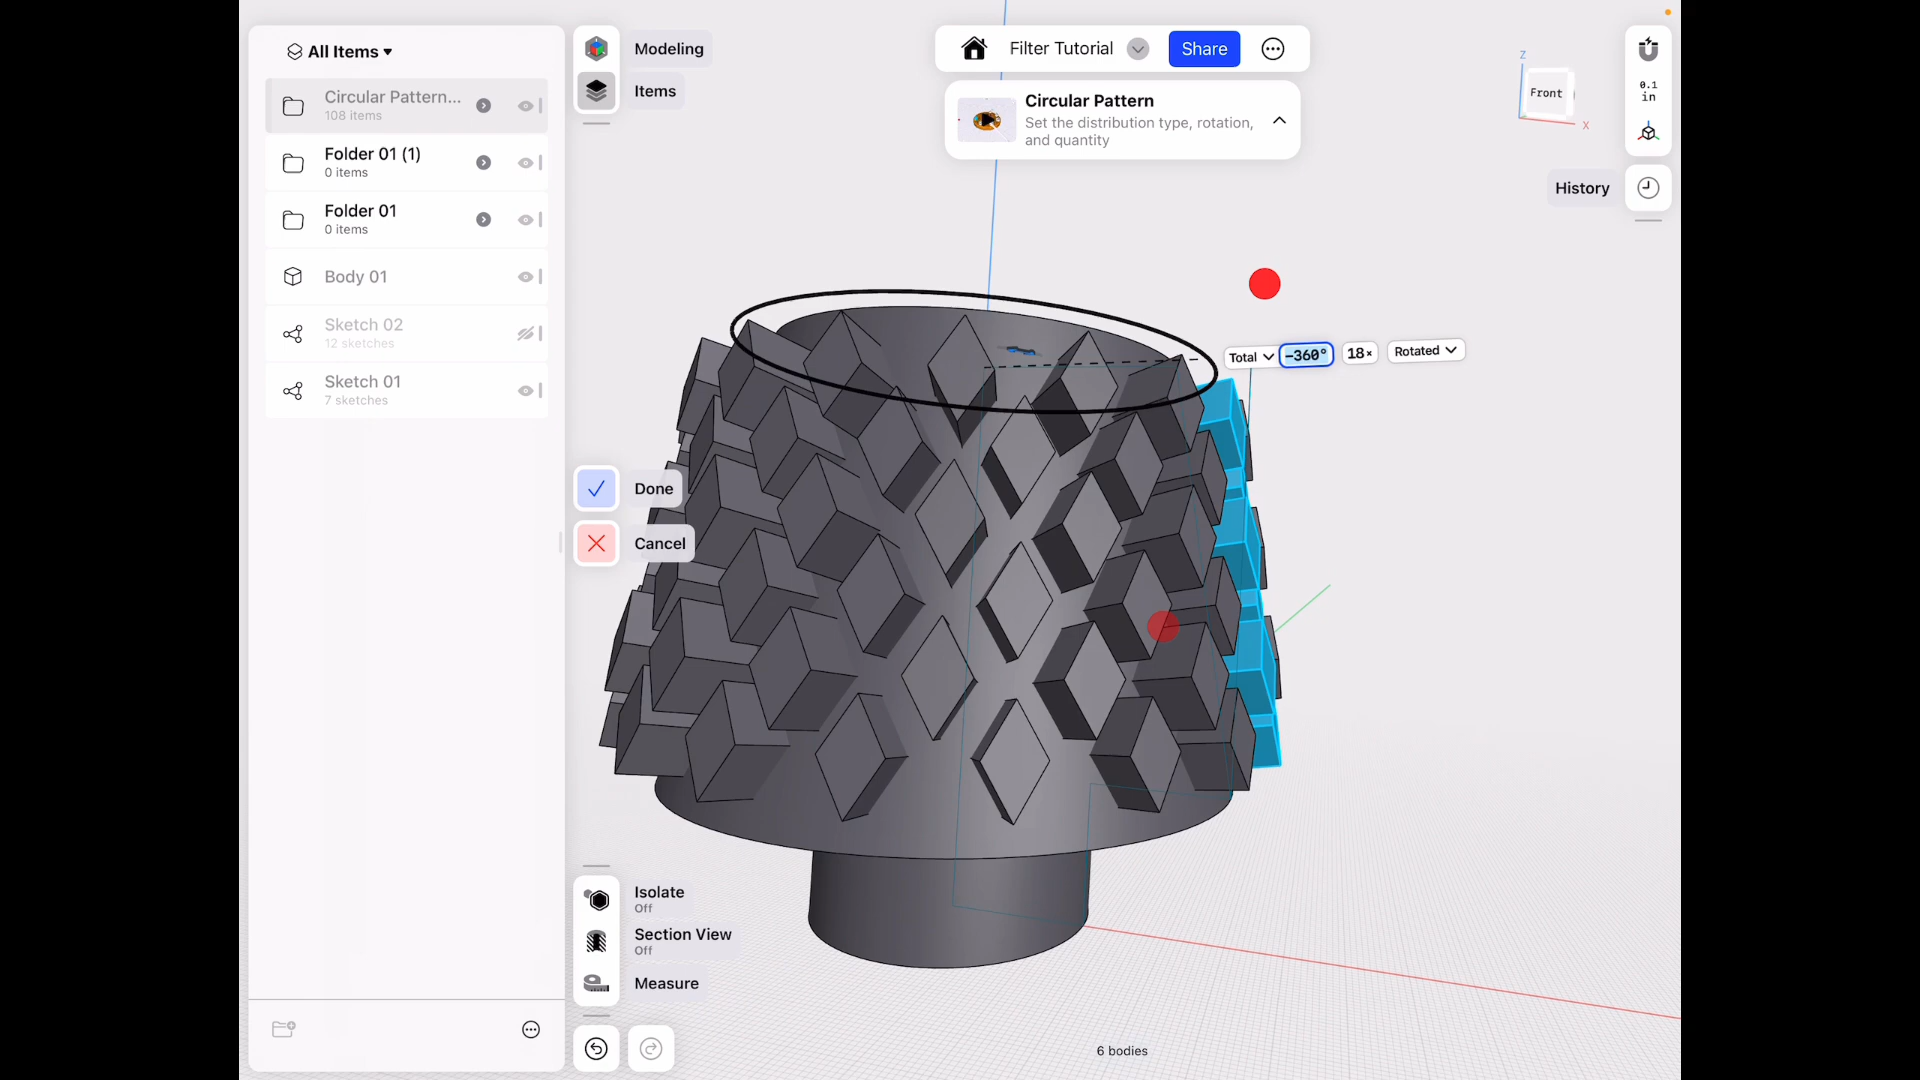 All Items
Circular Pattern...
108 items
Folder 01 (1)
0 items
Folder 01
0 items
Body 01
Sketch 02
12 sketches
Sketch 01
7 sketches
Modeling
Items
Filter Tutorial
Share
Circular Pattern
Set the distribution type, rotation,
and quantity
Z
Front
X
0.1
in
History
Total
−360°
18×
Rotated
Done
Cancel
Isolate
Off
Section View
Off
Measure
6 bodies